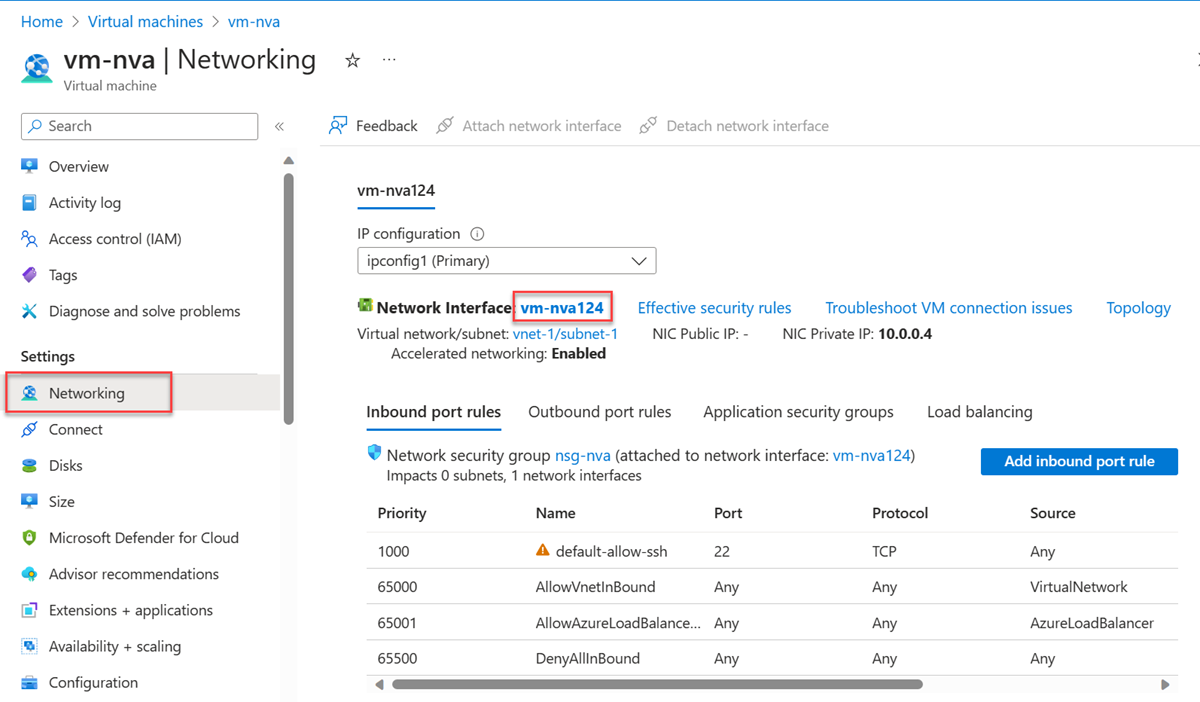 Home > Virtual machines > vm-nva
vm-nva | Networking ☆ ...
Virtual machine
Search «
Feedback Attach network interface Detach network interface
Overview
Activity log
Access control (IAM)
Tags
Diagnose and solve problems
Settings
Networking
Connect
Disks
Size
Microsoft Defender for Cloud
Advisor recommendations
Extensions + applications
Availability + scaling
Configuration
vm-nva124
IP configuration
ipconfig1 (Primary)
Network Interface: vm-nva124 Effective security rules Troubleshoot VM connection issues Topology
Virtual network/subnet: vnet-1/subnet-1 NIC Public IP: - NIC Private IP: 10.0.0.4
Accelerated networking: Enabled
Inbound port rules Outbound port rules Application security groups Load balancing
Network security group nsg-nva (attached to network interface: vm-nva124)
Impacts 0 subnets, 1 network interfaces
Add inbound port rule
Priority Name Port Protocol Source
1000 default-allow-ssh 22 TCP Any
65000 AllowVnetInBound Any Any VirtualNetwork
65001 AllowAzureLoadBalance... Any Any AzureLoadBalancer
65500 DenyAllInBound Any Any Any